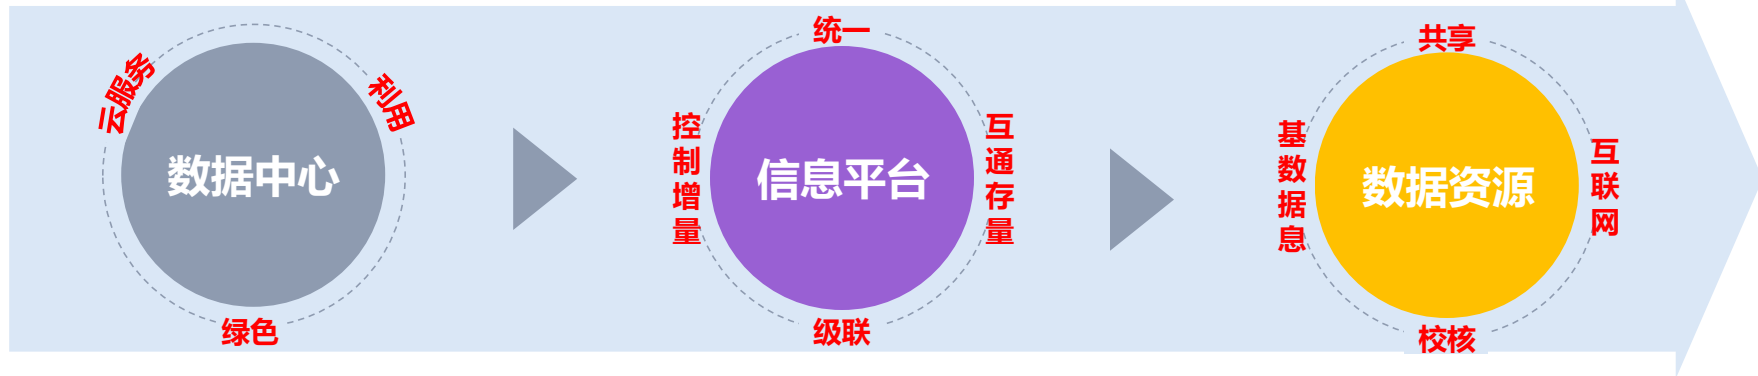 云服务
利用
数据中心
绿色
统一
控制增量
信息平台
互通存量
级联
共享
基数据息
数据资源
互联网
校核